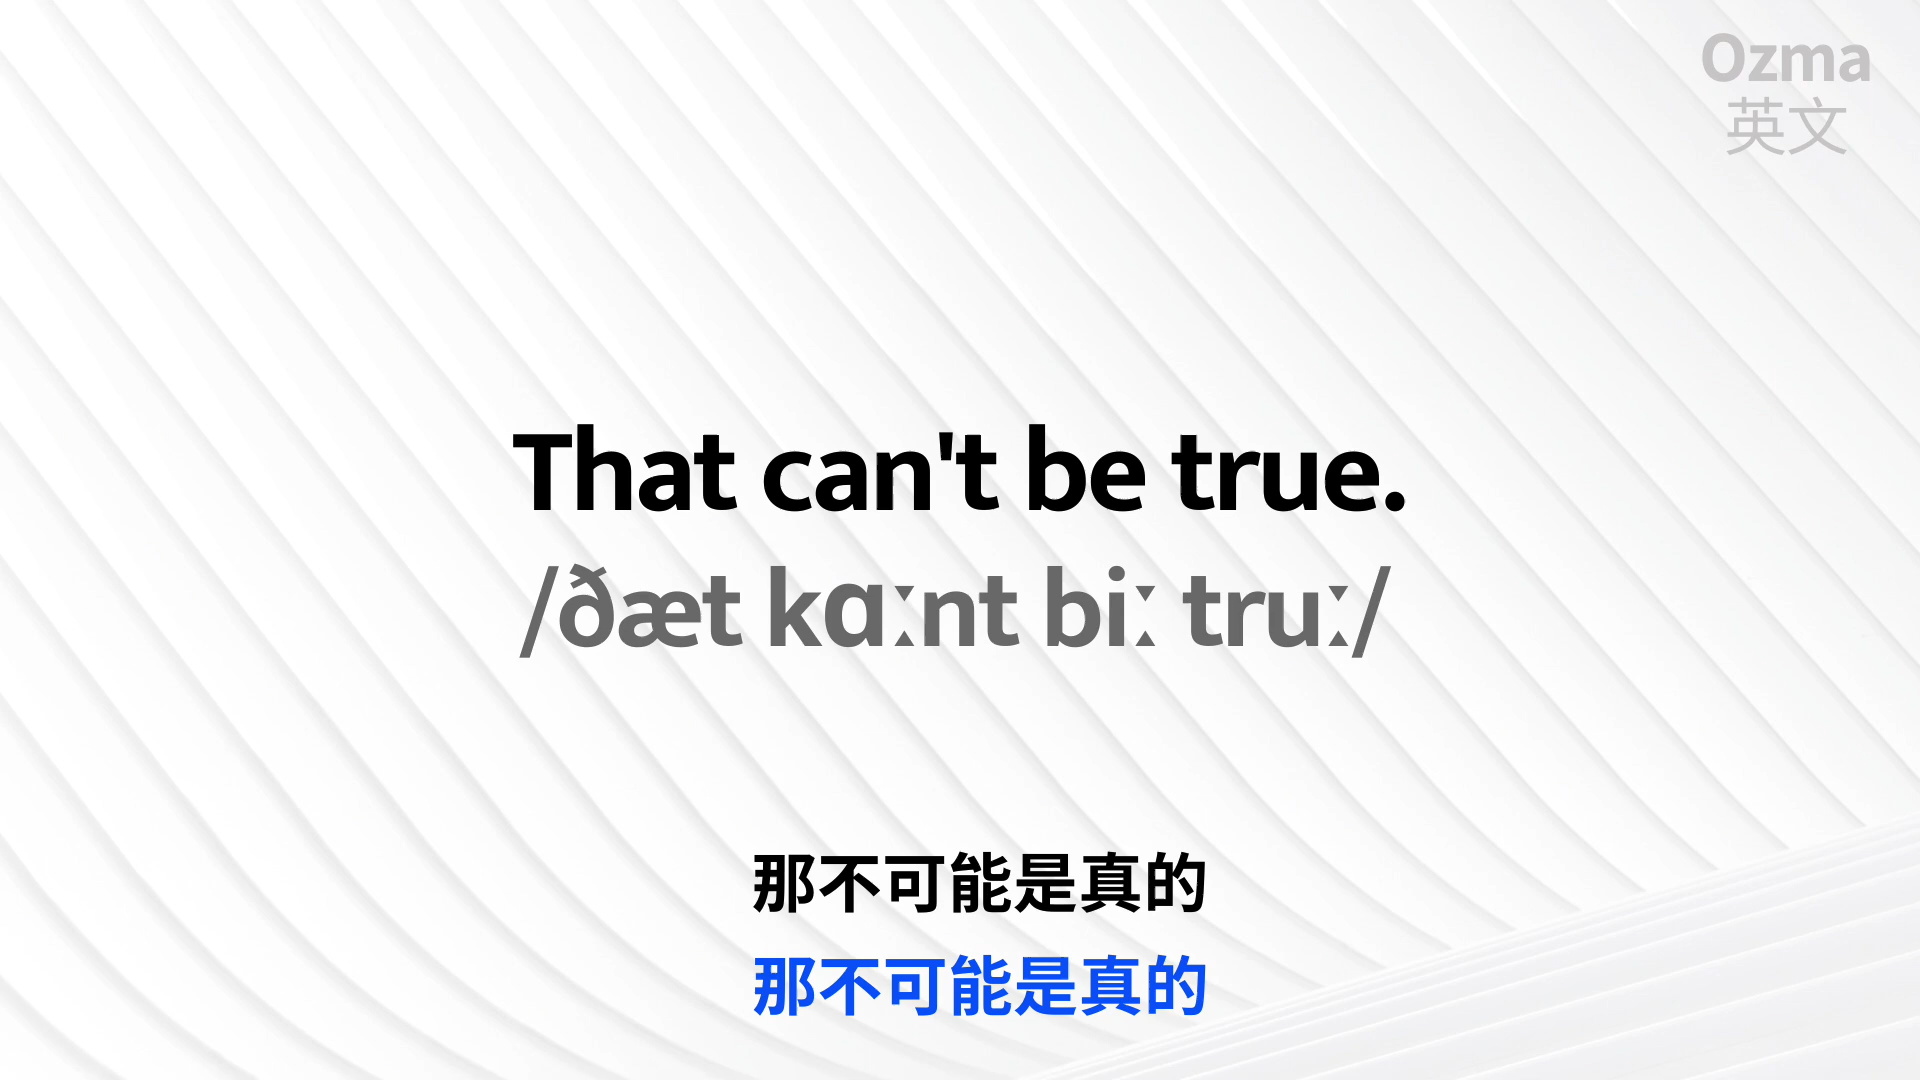 Ozma
英文
That can't be true.
/ðæt kɑːnt biː truː/
那不可能是真的
那不可能是真的